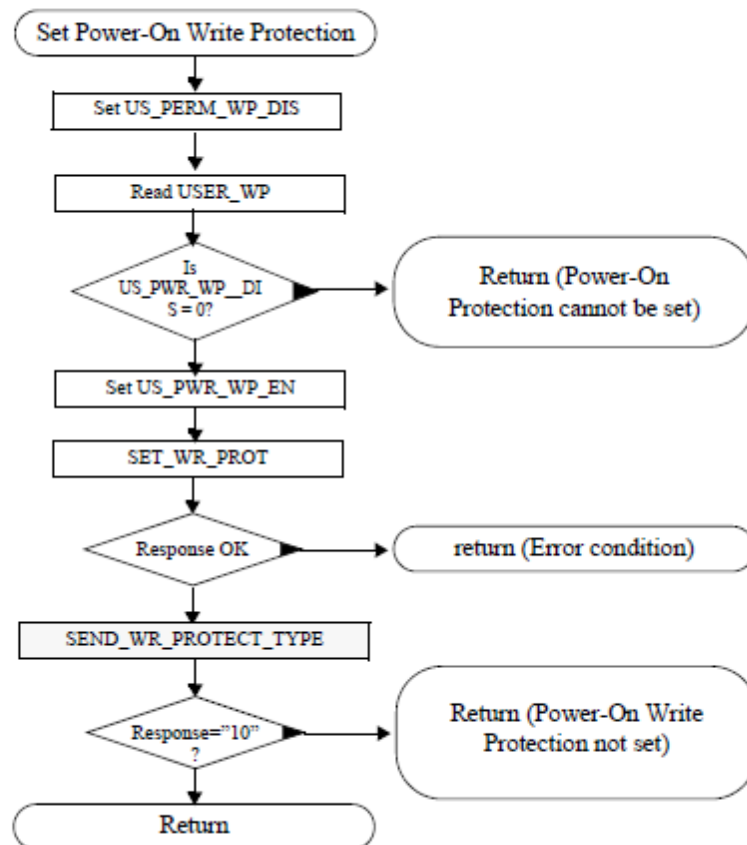 Set Power-On Write Protection
Set US_PERM_WP_DIS
Read USER_WP
Is
US_PWR_WP__DI
S = 0?
Return (Power-On
Protection cannot be set)
Set US_PWR_WP_EN
SET_WR_PROT
Response OK
return (Error condition)
SEND_WR_PROTECT_TYPE
Response=”10”
?
Return (Power-On Write
Protection not set)
Return